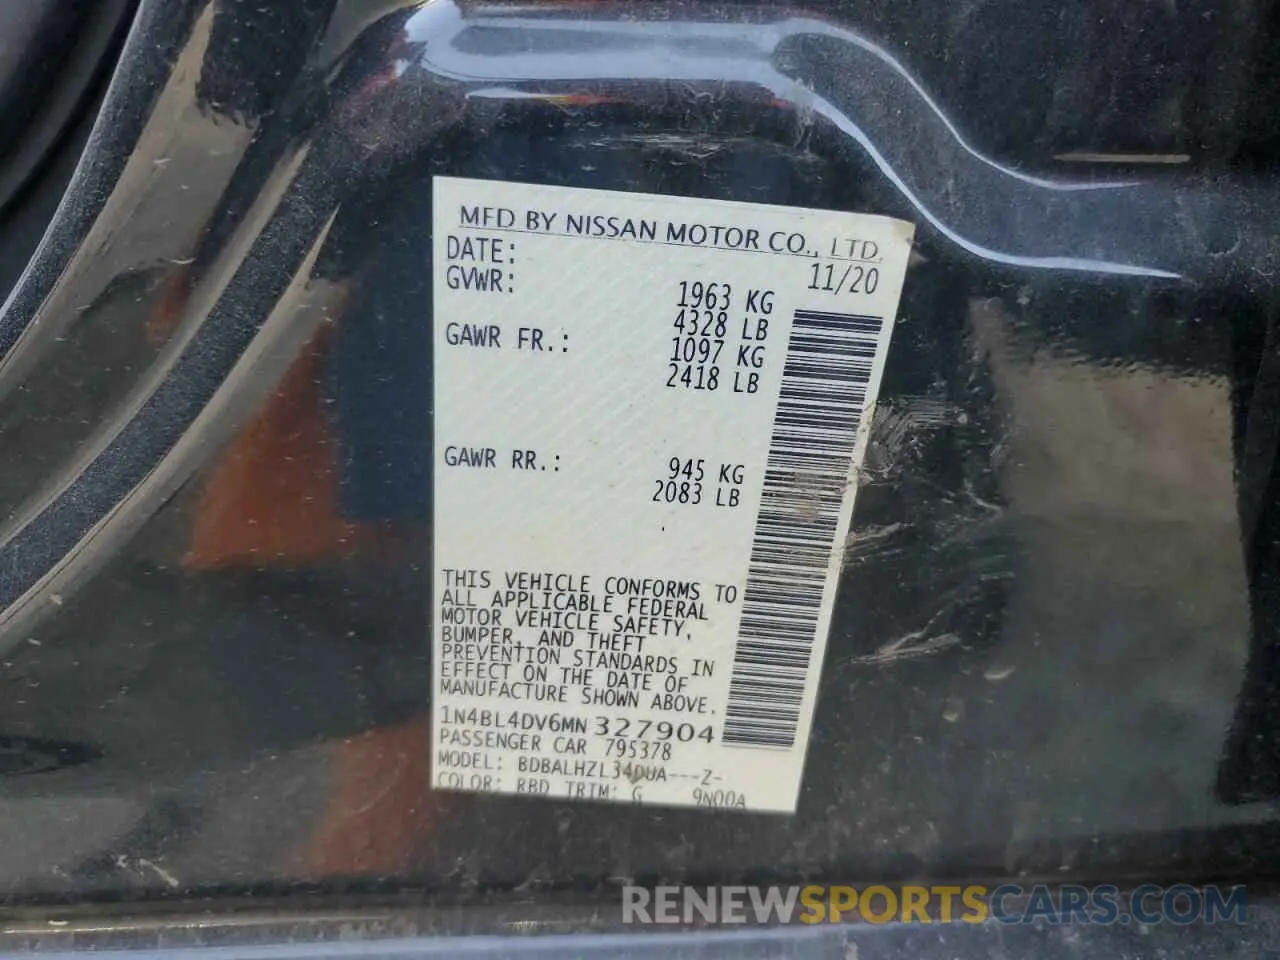 MFD BY NISSAN MOTOR CO., LTD.
DATE: 11/20
GVWR: 1963 KG
4328 LB
GAWR FR.: 1097 KG
2418 LB
GAWR RR.: 945 KG
2083 LB
THIS VEHICLE CONFORMS TO
ALL APPLICABLE FEDERAL
MOTOR VEHICLE SAFETY,
BUMPER, AND THEFT
PREVENTION STANDARDS IN
EFFECT ON THE DATE OF
MANUFACTURE SHOWN ABOVE.
1N4BL4DV6MN 327904
PASSENGER CAR 795378
MODEL: BDBALHZL34DUA---Z-
COLOR: RBD TRIM: G 9N00A
RENEWSPORTSCARS.COM